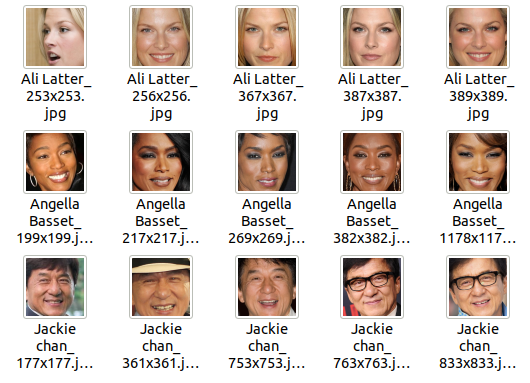 Ali Latter_ Ali Latter_ Ali Latter_ Ali Latter_ Ali Latter_
253x253. 256x256. 367x367. 387x387. 389x389.
jpg jpg jpg jpg jpg
Angella Angella Angella Angella Angella
Basset_ Basset_ Basset_ Basset_ Basset_
199x199.j... 217x217.j... 269x269.j... 382x382.j... 1178x117...
Jackie Jackie Jackie Jackie Jackie
chan_ chan_ chan_ chan_ chan_
177x177.j... 361x361.j... 753x753.j... 763x763.j... 833x833.j...